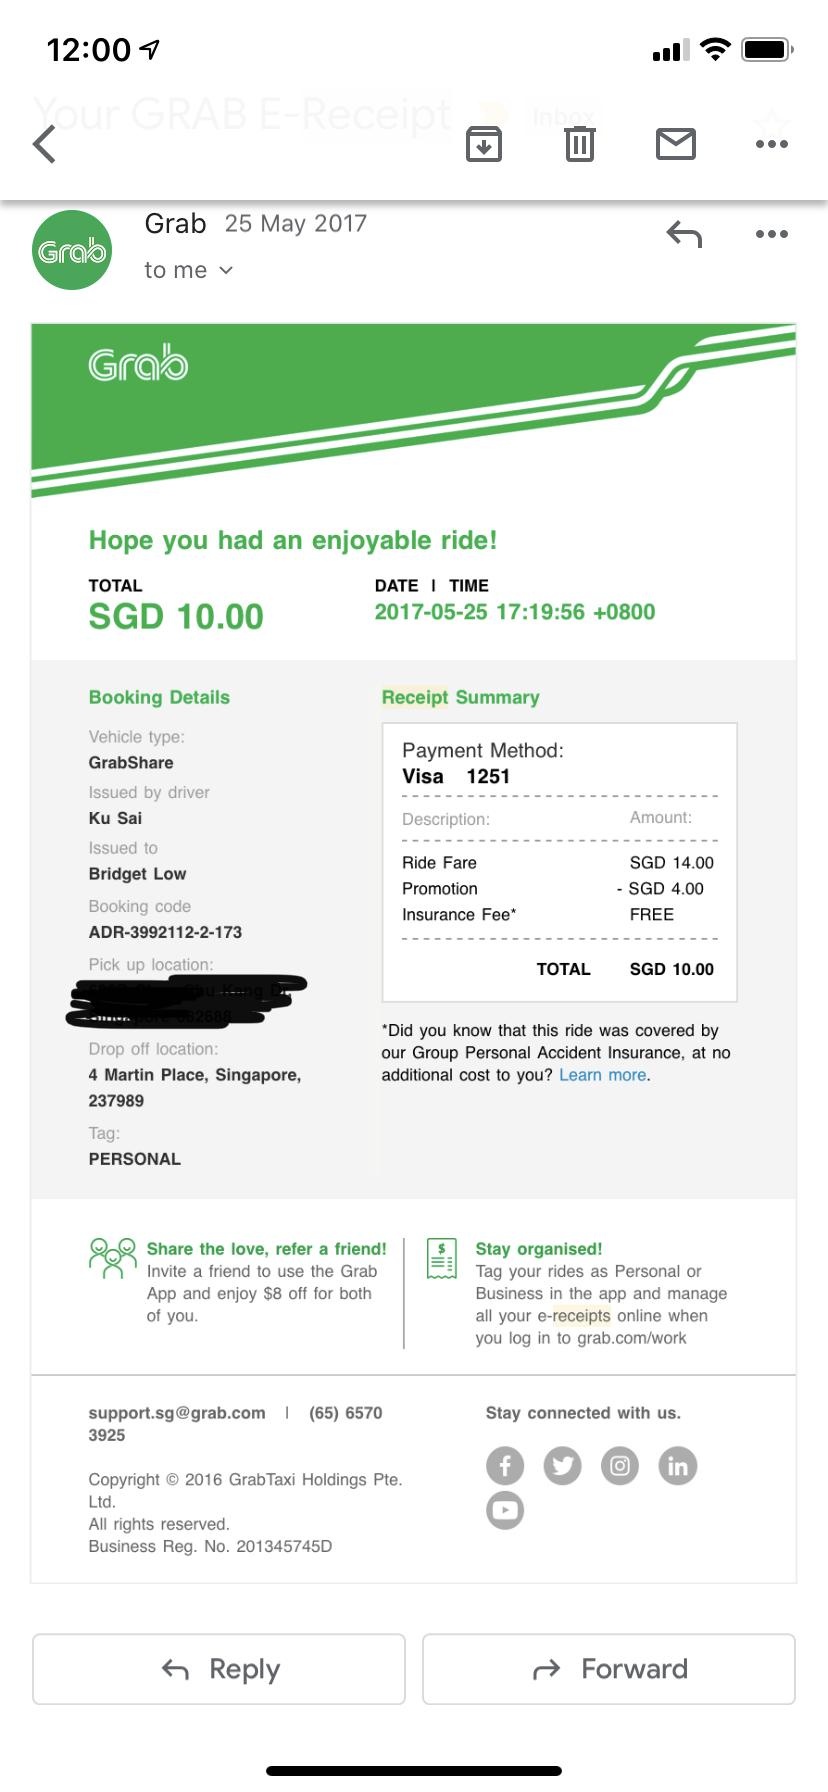 12:00
Your GRAB E-Receipt Inbox
Grab 25 May 2017
Grab
to me
Grab
Hope you had an enjoyable ride!
TOTAL DATE | TIME
SGD 10.00 2017-05-25 17:19:56 +0800
Booking Details
Vehicle type:
GrabShare
Issued by driver
Ku Sai
Issued to
Bridget Low
Booking code
ADR-3992112-2-173
Pick up location:
Drop off location:
4 Martin Place, Singapore,
237989
Tag:
PERSONAL
Receipt Summary
Payment Method:
Visa 1251
Description: Amount:
Ride Fare SGD 14.00
Promotion - SGD 4.00
Insurance Fee* FREE
TOTAL SGD 10.00
*Did you know that this ride was covered by
our Group Personal Accident Insurance, at no
additional cost to you? Learn more.
Share the love, refer a friend!
Invite a friend to use the Grab
App and enjoy $8 off for both
of you.
Stay organised!
Tag your rides as Personal or
Business in the app and manage
all your e-receipts online when
you log in to grab.com/work
support.sg@grab.com | (65) 6570
3925
Copyright © 2016 GrabTaxi Holdings Pte.
Ltd.
All rights reserved.
Business Reg. No. 201345745D
Stay connected with us.
Reply
Forward